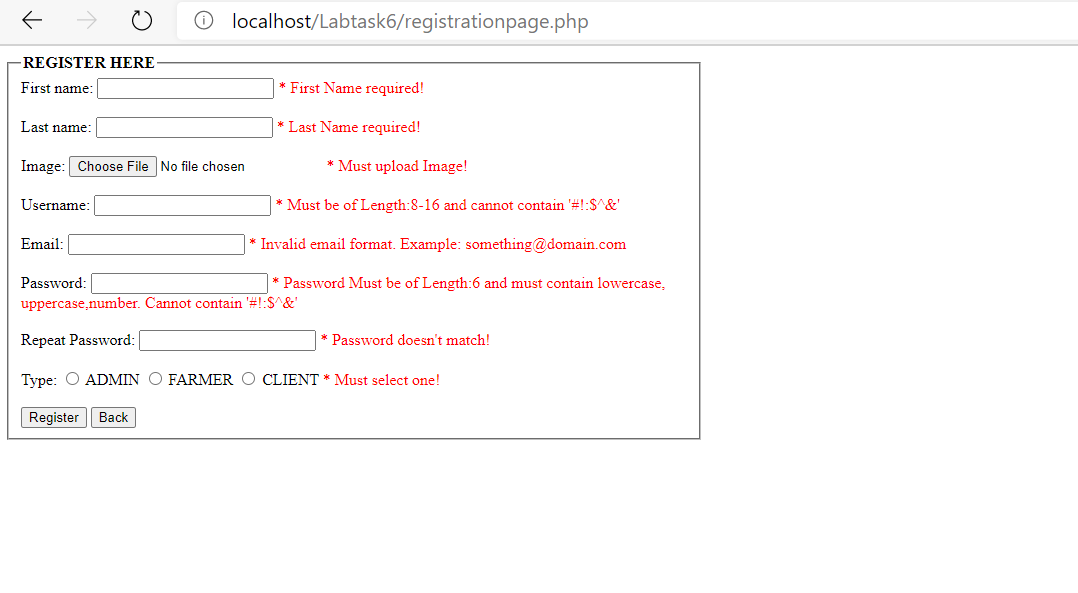 localhost/Labtask6/registrationpage.php
REGISTER HERE
First name: * First Name required!
Last name: * Last Name required!
Image: Choose File No file chosen * Must upload Image!
Username: * Must be of Length:8-16 and cannot contain '#!:$^&'
Email: * Invalid email format. Example: something@domain.com
Password: * Password Must be of Length:6 and must contain lowercase,
uppercase,number. Cannot contain '#!:$^&'
Repeat Password: * Password doesn't match!
Type: ADMIN FARMER CLIENT * Must select one!
Register Back